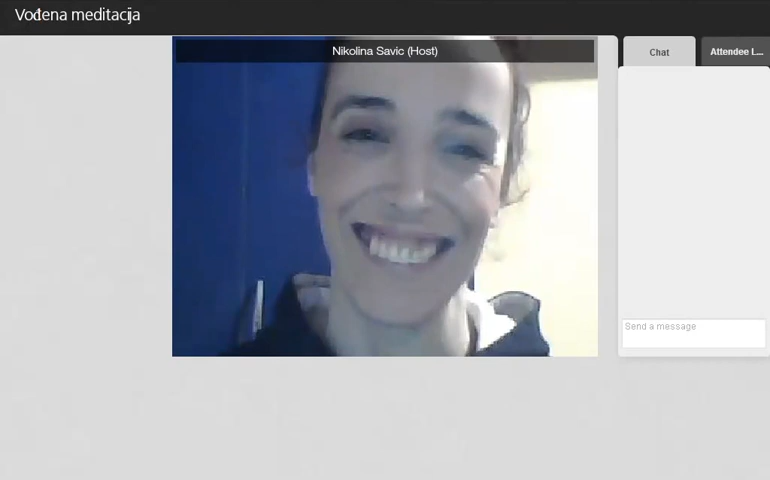 Vođena meditacija
Nikolina Savic (Host)
Chat
Attendee L...
Send a message